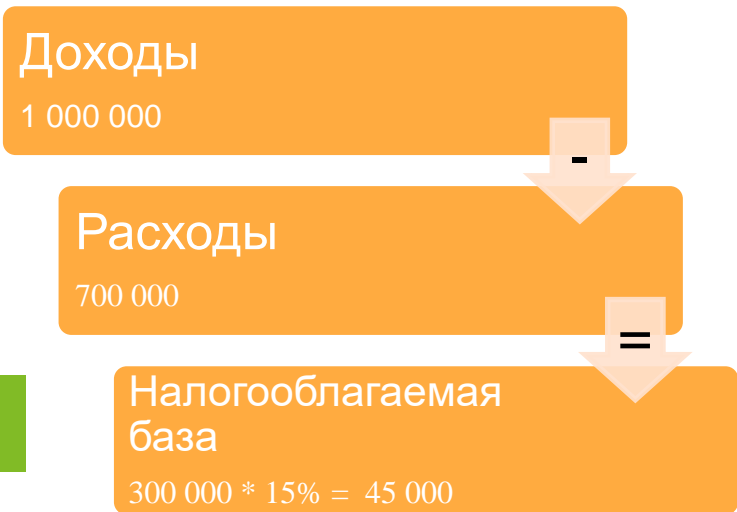 Доходы
1 000 000
-
Расходы
700 000
=
Налогооблагаемая
база
300 000 * 15% = 45 000